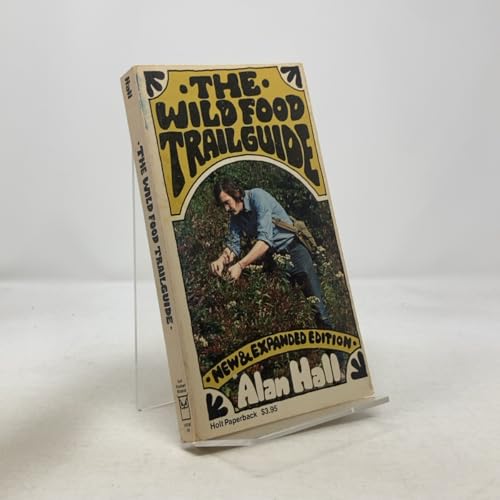 ·THE·
WILD FOOD
TRAILGUIDE
·NEW & EXPANDED EDITION·
Alan Hall
Holt Paperback $3.95
Hall
·THE WILD FOOD TRAILGUIDE·